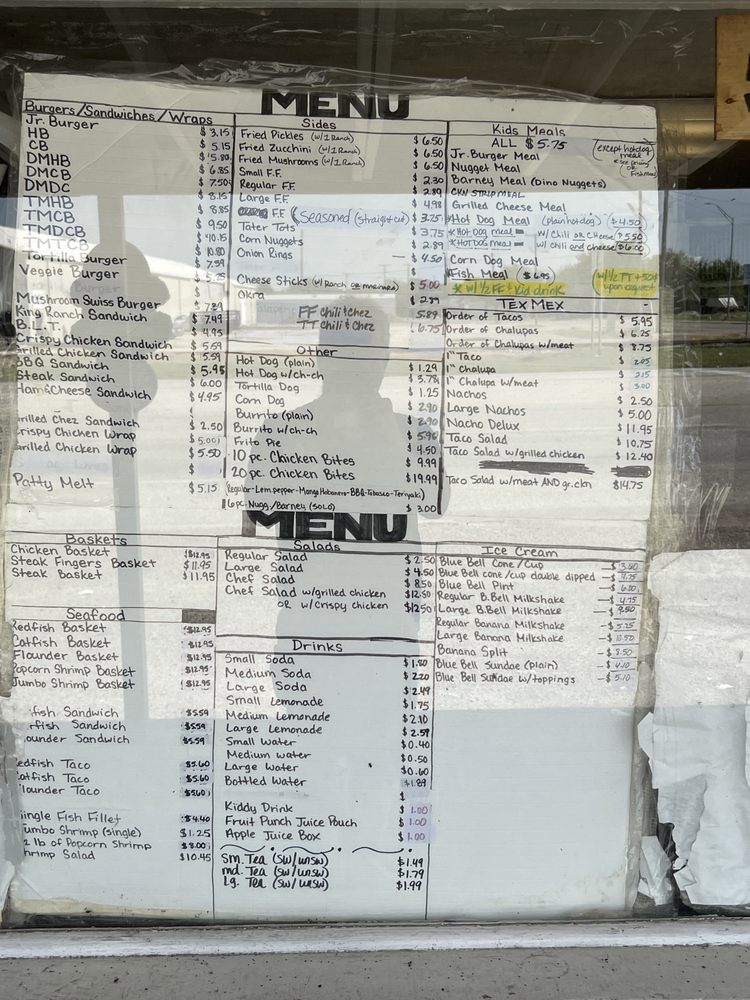 MENU
Burgers/Sandwiches/Wraps
Jr. Burger $3.15
HB $5.15
CB $5.80
DMHB $6.85
DMCB $7.50
DMDC $8.15
TMHB $8.85
TMCB $9.50
TMDCB $10.15
TMTCB $10.80
Tortilla Burger $7.59
Veggie Burger $5.25
Mushroom Swiss Burger $7.89
King Ranch Sandwich $7.49
B.L.T. $4.95
Crispy Chicken Sandwich $5.59
Grilled Chicken Sandwich $5.59
BBQ Sandwich $5.95
Steak Sandwich $6.00
Ham&Cheese Sandwich $4.95
Grilled Chez Sandwich $2.50
Crispy Chicken Wrap $5.00
Grilled Chicken Wrap $5.50
Patty Melt $5.15
Sides
Fried Pickles (w/1 Ranch) $6.50
Fried Zucchini (w/1 Ranch) $6.50
Fried Mushrooms (w/1 Ranch) $6.50
Small F.F. $2.30
Regular F.F. $2.89
Large F.F. $4.98
FF (Seasoned (straight cut)) $3.75
Tater Tots 3.75
Corn Nuggets $2.89
Onion Rings — $4.50
Cheese Sticks (w/Ranch or marinara) $5.00
Okra $2.89
FF chili & chez 5.89
TT chili & chez 6.75
Other
Hot Dog (plain) $1.29
Hot Dog w/ch-ch $3.78
Tortilla Dog $1.25
Corn Dog $2.90
Burrito (plain) $2.90
Burrito w/ch-ch $5.90
Frito Pie $4.50
10 pc. Chicken Bites $9.99
20 pc. Chicken Bites $19.99
(Regular-Lem pepper-Mango Habanero-BBQ-Tobasco-Teriyaki)
6pc. Nugg/Barney (solo) $3.00
Kids Meals
ALL $5.75
(except hotdog meal
or Fishmeal)
Jr. Burger Meal
Nugget Meal
Barney Meal (Dino Nuggets)
CKN STRIP MEAL
Grilled Cheese Meal
*Hot Dog Meal (plain hotdog) ($4.50)
*Hot Dog meal w/ Chili OR Cheese $5.50
*Hot Dog meal w/ chili and cheese $6.00
Corn Dog Meal
Fish Meal ($6.95)
* w/ ½ FF + Kid drink
w/ ½ TT +50¢ upon request
Tex Mex
Order of Tacos $5.95
Order of Chalupas $6.25
Order of Chalupas w/meat $8.75
1" Taco $2.05
1" Chalupa $2.15
1" Chalupa w/meat $3.00
Nachos $2.50
Large Nachos $5.00
Nacho Delux $11.95
Taco Salad $10.75
Taco Salad w/grilled chicken $12.40
Taco Salad w/meat AND gr.ckn $14.75
MENU
Baskets
Chicken Basket $12.95
Steak Fingers Basket $11.95
Steak Basket $11.95
Seafood
Redfish Basket $12.95
Catfish Basket $12.95
Flounder Basket $12.95
Popcorn Shrimp Basket $12.95
Jumbo Shrimp Basket $12.95
fish Sandwich $5.59
fish Sandwich $5.59
ounder Sandwich $5.59
edfish Taco $5.60
atfish Taco $5.60
lounder Taco $5.60
Single Fish Fillet $4.40
Jumbo Shrimp (single) $1.25
2 lb of Popcorn Shrimp $8.00
hrimp Salad $10.45
Salads
Regular Salad $2.50
Large Salad $4.50
Chef Salad $8.50
Chef Salad w/grilled chicken $12.50
OR w/Crispy chicken $12.50
Drinks
Small Soda $1.80
Medium Soda $2.20
Large Soda $2.49
Small Lemonade $1.75
Medium Lemonade $2.10
Large Lemonade $2.59
Small Water $0.40
Medium water $0.50
Large Water $0.60
Bottled Water $1.89
$
Kiddy Drink $1.00
Fruit Punch Juice Pouch $1.00
Apple Juice Box $1.00
Sm. Tea (sw/unsw) $1.49
md. Tea (sw/unsw) $1.79
Lg. Tea (sw/unsw) $1.99
Ice Cream
Blue Bell Cone/Cup —$3.60
Blue Bell cone/cup double dipped —$4.75
Blue Bell Pint —$6.00
Regular B.Bell Milkshake —$4.75
Large B.Bell Milkshake —$9.50
Regular Banana Milkshake —$5.25
Large Banana Milkshake —$10.50
Banana Split —$8.50
Blue Bell Sundae (plain) —$4.10
Blue Bell Sundae w/toppings —$5.10